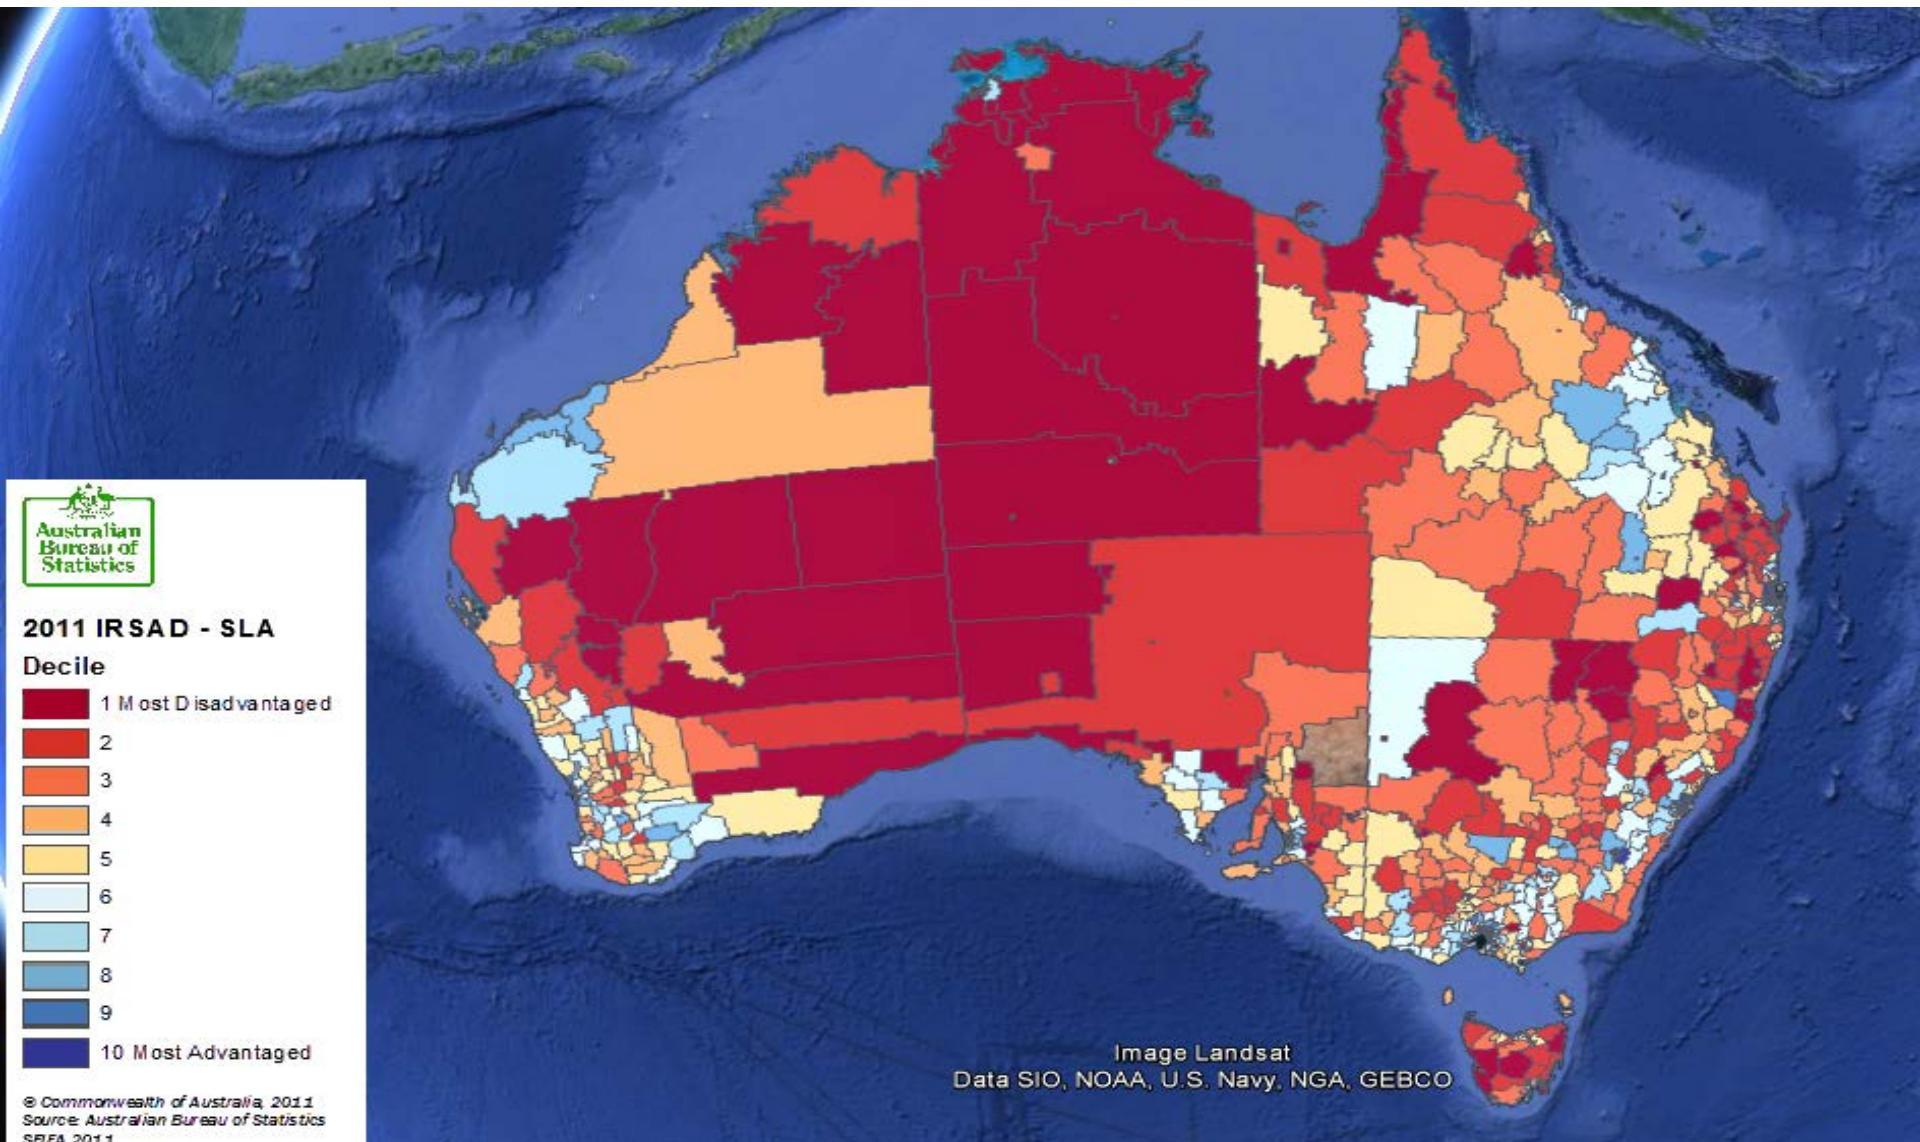 Australian
Bureau of
Statistics
2011 IRSAD - SLA
Decile
1 Most Disadvantaged
2
3
4
5
6
7
8
9
10 Most Advantaged
© Commonwealth of Australia, 2011
Source: Australian Bureau of Statistics
SEIFA 2011
Image Landsat
Data SIO, NOAA, U.S. Navy, NGA, GEBCO